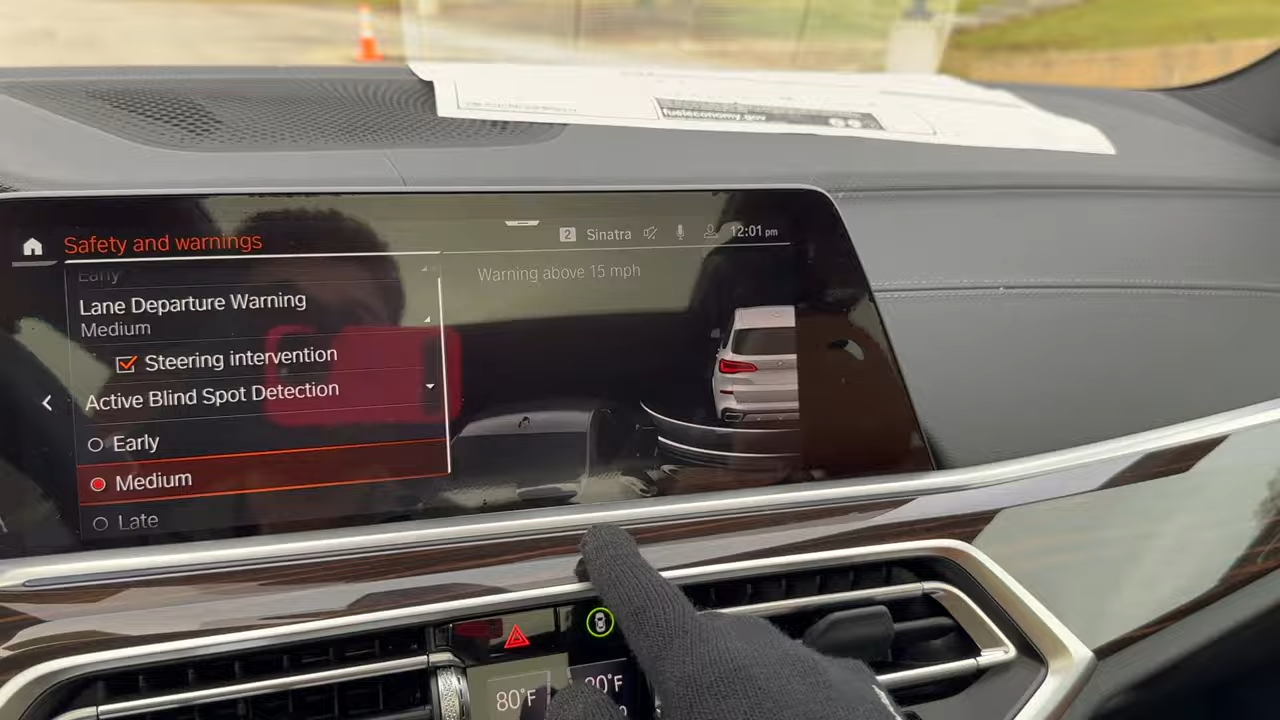 fueleconomy.gov
Safety and warnings
2 Sinatra 12:01 pm
Early
Warning above 15 mph
Lane Departure Warning
Medium
Steering intervention
Active Blind Spot Detection
Early
Medium
Late
80°F
80°F